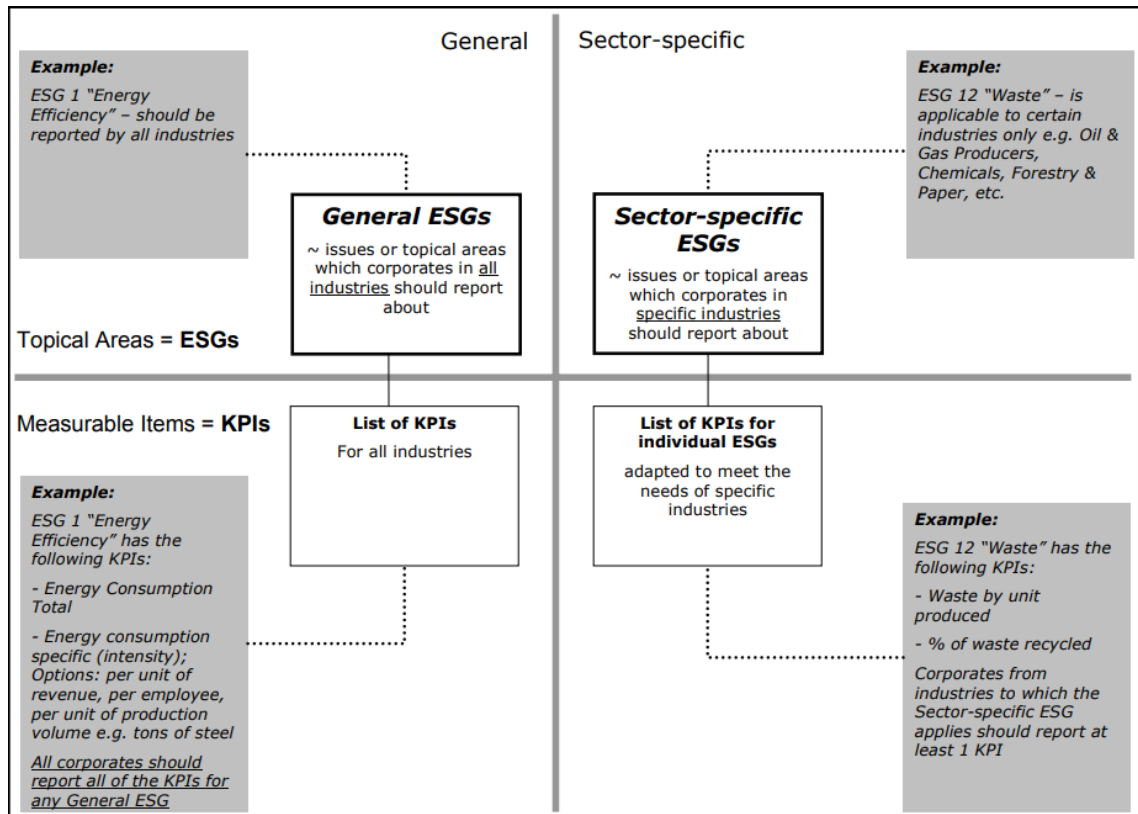 General
Sector-specific
Example:
ESG 1 “Energy
Efficiency” – should be
reported by all industries
Example:
ESG 12 “Waste” – is
applicable to certain
industries only e.g. Oil &
Gas Producers,
Chemicals, Forestry &
Paper, etc.
General ESGs
~ issues or topical areas
which corporates in all
industries should report
about
Sector-specific
ESGs
~ issues or topical areas
which corporates in
specific industries
should report about
Topical Areas = ESGs
Measurable Items = KPIs
List of KPIs
For all industries
List of KPIs for
individual ESGs
adapted to meet the
needs of specific
industries
Example:
ESG 1 “Energy
Efficiency” has the
following KPIs:
- Energy Consumption
Total
- Energy consumption
specific (intensity);
Options: per unit of
revenue, per employee,
per unit of production
volume e.g. tons of steel
All corporates should
report all of the KPIs for
any General ESG
Example:
ESG 12 “Waste” has the
following KPIs:
- Waste by unit
produced
- % of waste recycled
Corporates from
industries to which the
Sector-specific ESG
applies should report at
least 1 KPI